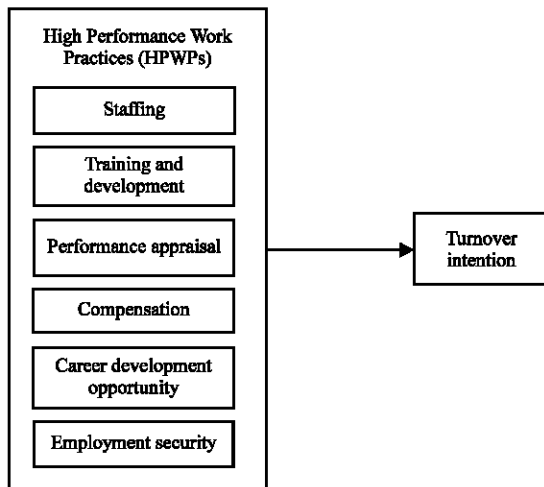 High Performance Work
Practices (HPWPs)
Staffing
Training and
development
Performance appraisal
Compensation
Career development
opportunity
Employment security
Turnover
intention